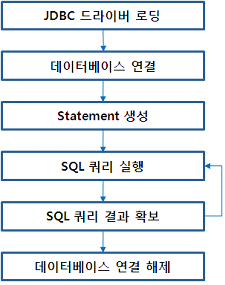 JDBC 드라이버 로딩
데이터베이스 연결
Statement 생성
SQL 쿼리 실행
SQL 쿼리 결과 확보
데이터베이스 연결 해제